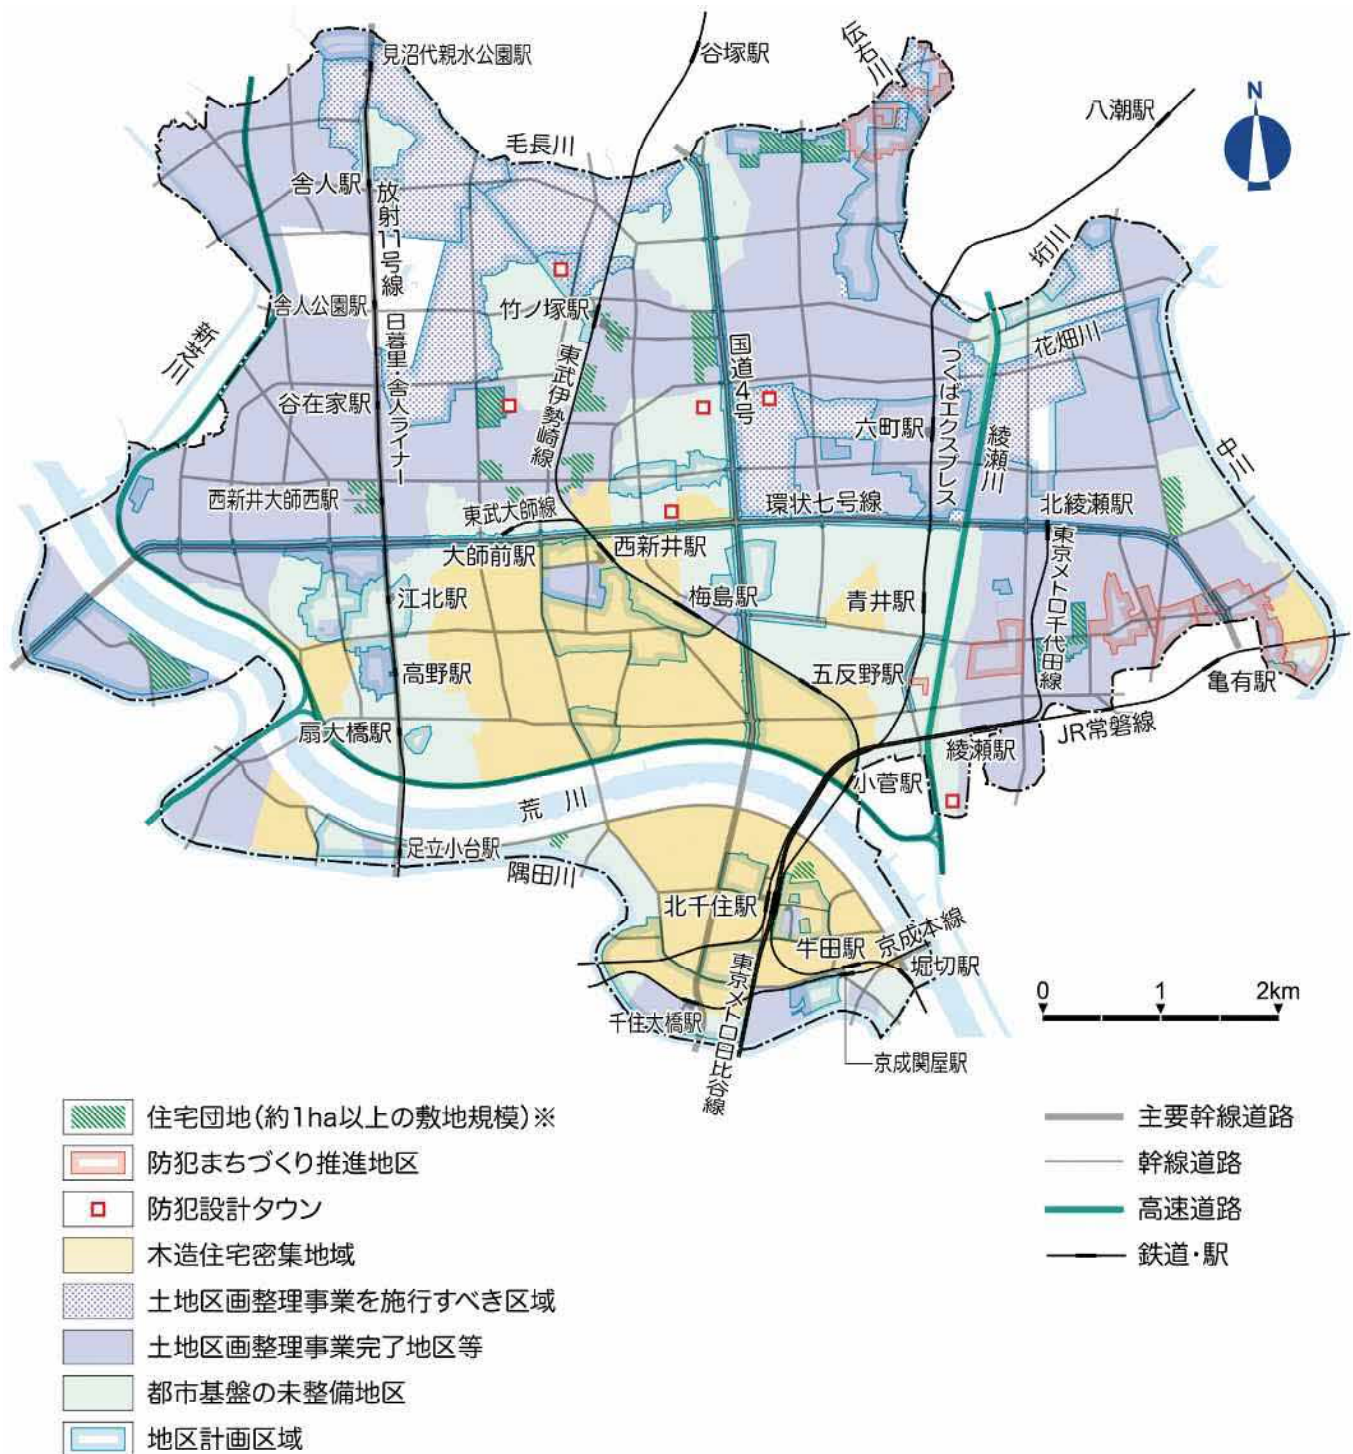 見沼代親水公園駅
谷塚駅
伝右川
八潮駅
N
毛長川
舎人駅
放射11号線
垳川
舎人公園駅
竹ノ塚駅
新芝川
日暮里・舎人ライナー
東武伊勢崎線
国道4号
つくばエクスプレス
花畑川
谷在家駅
六町駅
綾瀬川
中川
西新井大師西駅
東武大師線
環状七号線
北綾瀬駅
大師前駅
西新井駅
東京メトロ千代田線
江北駅
梅島駅
青井駅
高野駅
五反野駅
亀有駅
扇大橋駅
綾瀬駅
JR常磐線
小菅駅
荒川
足立小台駅
隅田川
北千住駅
牛田駅
京成本線
堀切駅
東京メトロ日比谷線
千住大橋駅
京成関屋駅
0 1 2km
住宅団地(約1ha以上の敷地規模)※
防犯まちづくり推進地区
防犯設計タウン
木造住宅密集地域
土地区画整理事業を施行すべき区域
土地区画整理事業完了地区等
都市基盤の未整備地区
地区計画区域
主要幹線道路
幹線道路
高速道路
鉄道・駅